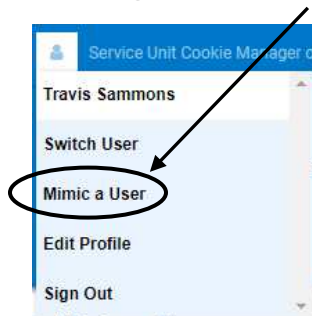 Service Unit Cookie Manager
Travis Sammons
Switch User
Mimic a User
Edit Profile
Sign Out